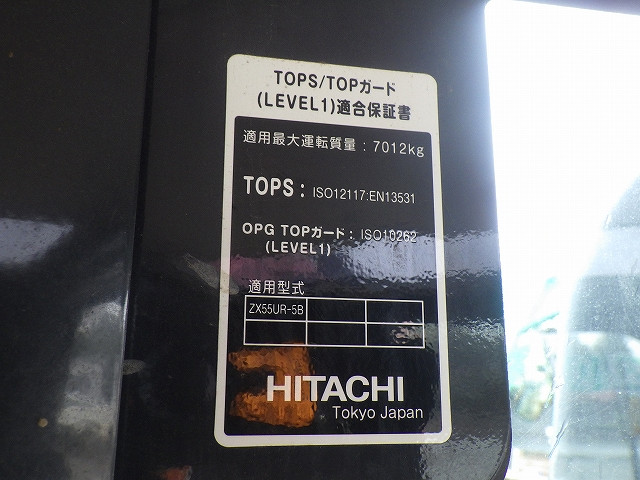 TOPS/TOPガード
(LEVEL1)適合保証書
適用最大運転質量 : 7012kg
TOPS : ISO12117:EN13531
OPG TOPガード : ISO10262
(LEVEL1)
適用型式
ZX55UR-5B
HITACHI
Tokyo Japan